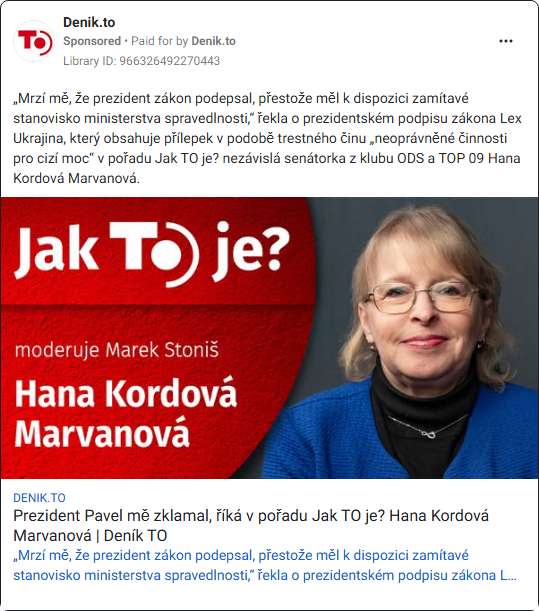 Denik.to
Sponsored • Paid for by Denik.to
Library ID: 966326492270443
„Mrzí mě, že prezident zákon podepsal, přestože měl k dispozici zamítavé
stanovisko ministerstva spravedlnosti,“ řekla o prezidentském podpisu zákona Lex
Ukrajina, který obsahuje přílepek v podobě trestného činu „neoprávněné činnosti
pro cizí moc“ v pořadu Jak TO je? nezávislá senátorka z klubu ODS a TOP 09 Hana
Kordová Marvanová.
Jak TO je?
moderuje Marek Stoniš
Hana Kordová
Marvanová
DENIK.TO
Prezident Pavel mě zklamal, říká v pořadu Jak TO je? Hana Kordová
Marvanová | Deník TO
„Mrzí mě, že prezident zákon podepsal, přestože měl k dispozici zamítavé
stanovisko ministerstva spravedlnosti,“ řekla o prezidentském podpisu zákona L...